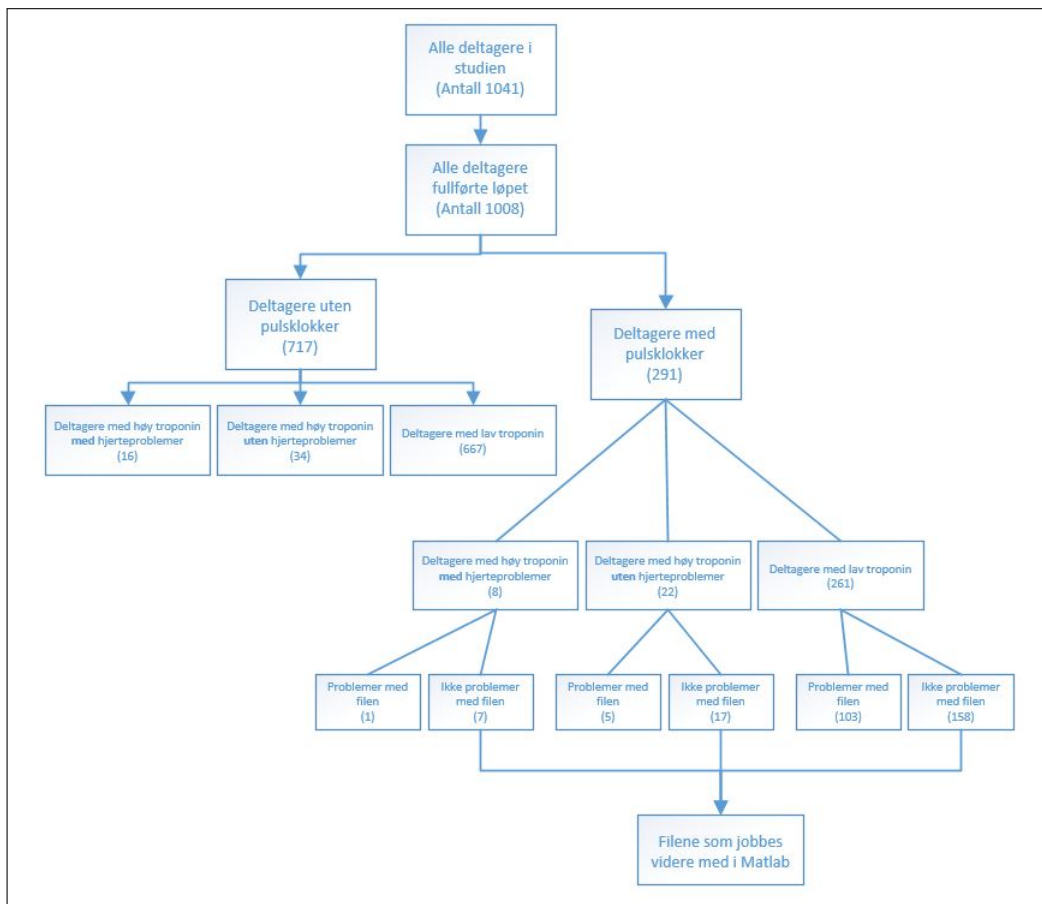 Alle deltagere i
studien
(Antall 1041)
Alle deltagere
fullførte løpet
(Antall 1008)
Deltagere uten
pulsklokker
(717)
Deltagere med
pulsklokker
(291)
Deltagere med høy troponin
med hjerteproblemer
(16)
Deltagere med høy troponin
uten hjerteproblemer
(34)
Deltagere med lav troponin
(667)
Deltagere med høy troponin
med hjerteproblemer
(8)
Deltagere med høy troponin
uten hjerteproblemer
(22)
Deltagere med lav troponin
(261)
Problemer med
filen
(1)
Ikke problemer
med filen
(7)
Problemer med
filen
(5)
Ikke problemer
med filen
(17)
Problemer med
filen
(103)
Ikke problemer
med filen
(158)
Filene som jobbes
videre med i Matlab